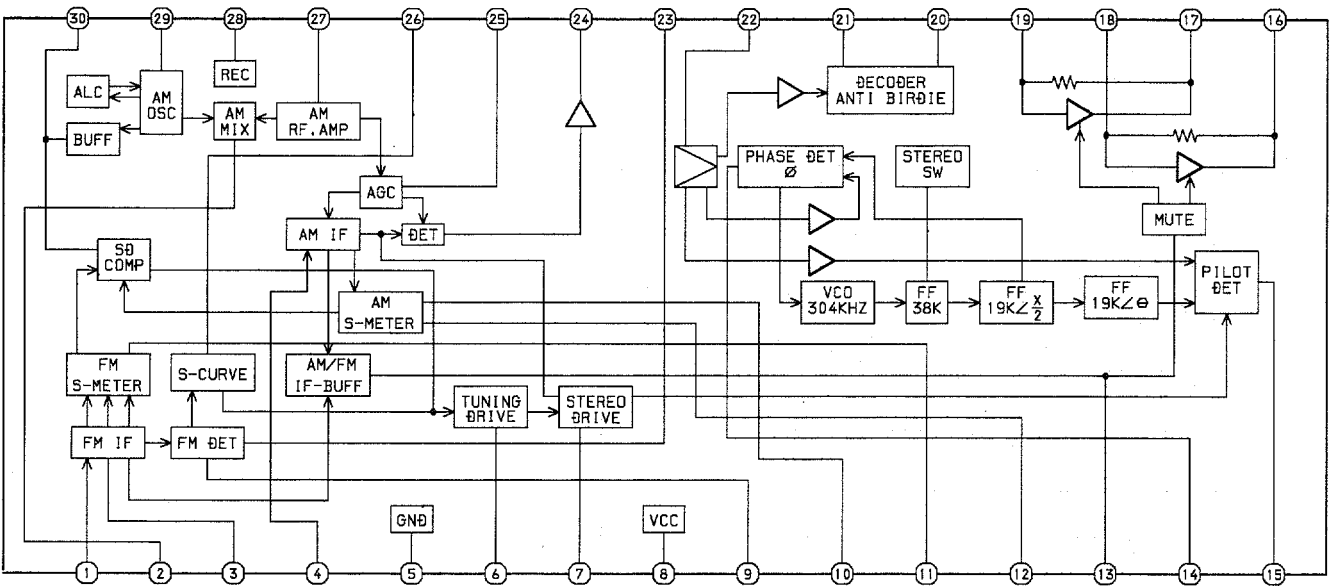 30 29 28 27 26 25 24 23 22 21 20 19 18 17 16
REC
ALC
AM
OSC
DECODER
ANTI BIRDIE
AM
MIX
AM
RF.AMP
BUFF
PHASE DET
Ø
STEREO
SW
AGC
MUTE
AM IF
DET
SD
COMP
PILOT
DET
AM
S-METER
VCO
304KHZ
FF
38K
FF
19K∠X/2
FF
19K∠Θ
FM
S-METER
S-CURVE
AM/FM
IF-BUFF
TUNING
DRIVE
STEREO
DRIVE
FM IF
FM DET
GND
VCC
1 2 3 4 5 6 7 8 9 10 11 12 13 14 15